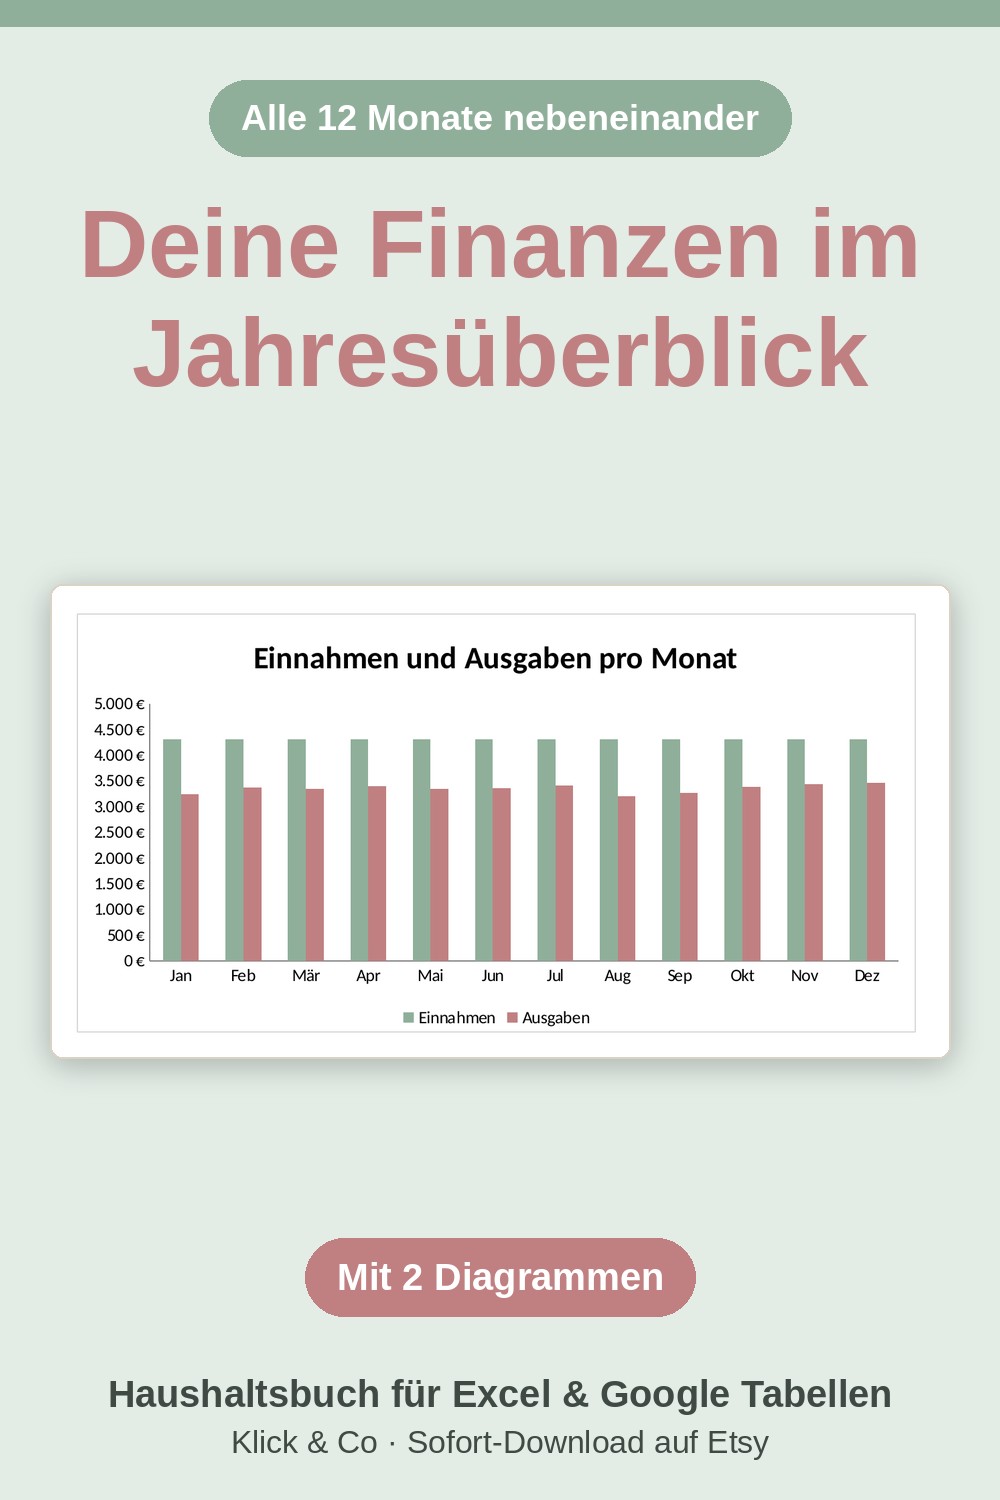 Alle 12 Monate nebeneinander
Deine Finanzen im
Jahresüberblick
Einnahmen und Ausgaben pro Monat
5.000 €
4.500 €
4.000 €
3.500 €
3.000 €
2.500 €
2.000 €
1.500 €
1.000 €
500 €
0 €
Jan Feb Mär Apr Mai Jun Jul Aug Sep Okt Nov Dez
Einnahmen Ausgaben
Mit 2 Diagrammen
Haushaltsbuch für Excel & Google Tabellen
Klick & Co · Sofort-Download auf Etsy